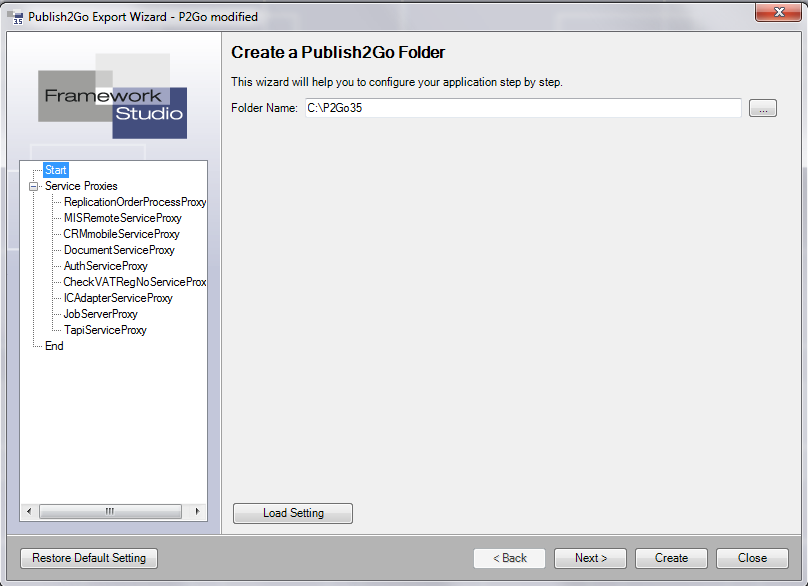 3.5 Publish2Go Export Wizard - P2Go modified
Framework
Studio
Create a Publish2Go Folder
This wizard will help you to configure your application step by step.
Folder Name: C:\P2Go35 ...
Start
Service Proxies
ReplicationOrderProcessProxy
MISRemoteServiceProxy
CRMmobileServiceProxy
DocumentServiceProxy
AuthServiceProxy
CheckVATRegNoServiceProx
ICAdapterServiceProxy
JobServerProxy
TapiServiceProxy
End
Load Setting
Restore Default Setting < Back Next > Create Close